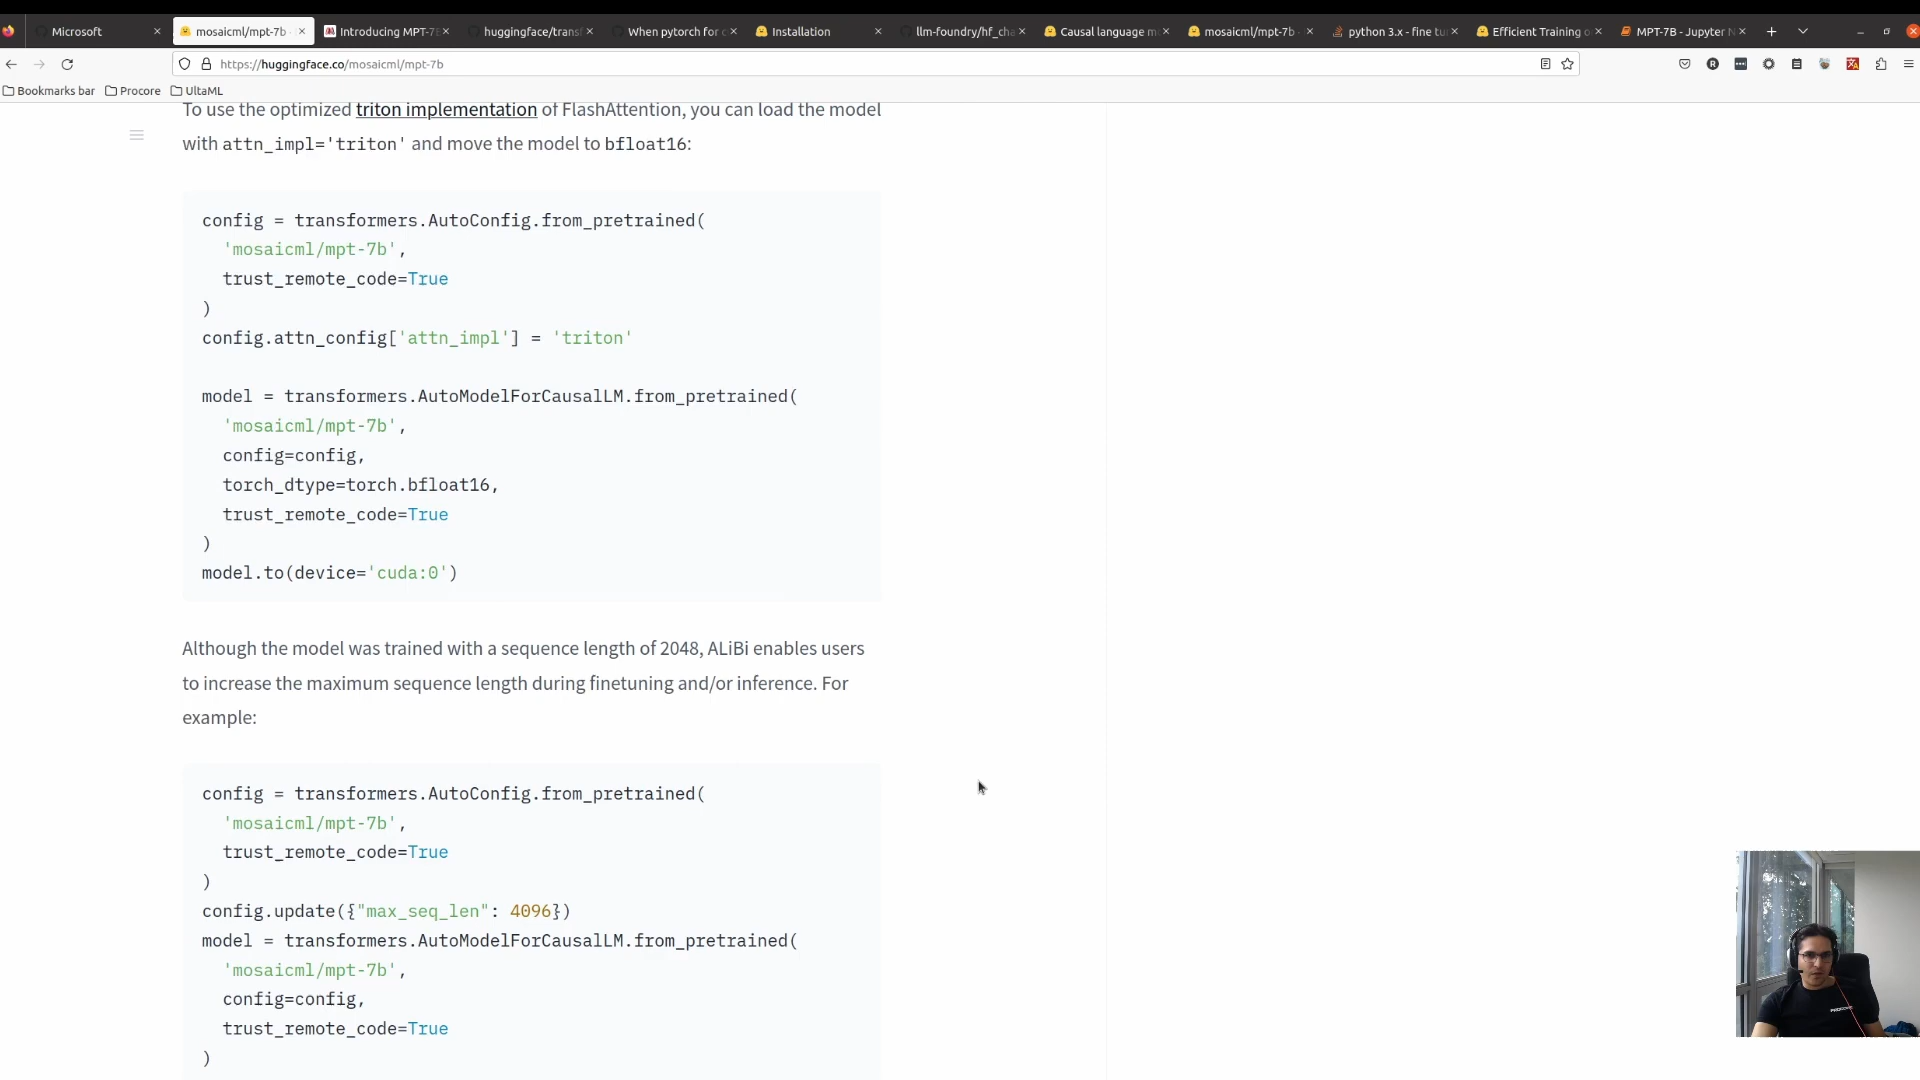 Microsoft
mosaicml/mpt-7b ·
Introducing MPT-7B
huggingface/transf
When pytorch for c
Installation
llm-foundry/hf_cha
Causal language m
mosaicml/mpt-7b ·
python 3.x - fine tu
Efficient Training o
MPT-7B - Jupyter N
https://huggingface.co/mosaicml/mpt-7b
Bookmarks bar
Procore
UltaML
To use the optimized triton implementation of FlashAttention, you can load the model
with attn_impl='triton' and move the model to bfloat16:
config = transformers.AutoConfig.from_pretrained(
'mosaicml/mpt-7b',
trust_remote_code=True
)
config.attn_config['attn_impl'] = 'triton'
model = transformers.AutoModelForCausalLM.from_pretrained(
'mosaicml/mpt-7b',
config=config,
torch_dtype=torch.bfloat16,
trust_remote_code=True
)
model.to(device='cuda:0')
Although the model was trained with a sequence length of 2048, ALiBi enables users
to increase the maximum sequence length during finetuning and/or inference. For
example:
config = transformers.AutoConfig.from_pretrained(
'mosaicml/mpt-7b',
trust_remote_code=True
)
config.update({"max_seq_len": 4096})
model = transformers.AutoModelForCausalLM.from_pretrained(
'mosaicml/mpt-7b',
config=config,
trust_remote_code=True
)